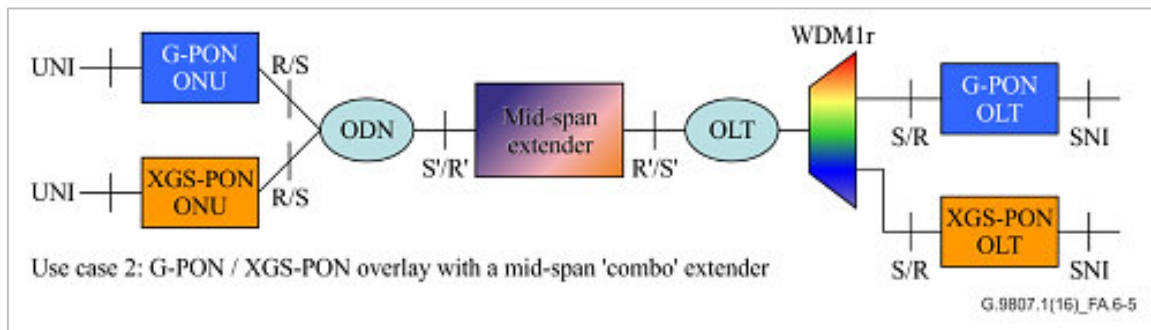 WDM1r
UNI
G-PON
ONU
R/S
G-PON
OLT
S/R
SNI
ODN
S'/R'
Mid-span
extender
R'/S'
OLT
UNI
XGS-PON
ONU
R/S
XGS-PON
OLT
S/R
SNI
Use case 2: G-PON / XGS-PON overlay with a mid-span 'combo' extender
G.9807.1(16)_FA.6-5